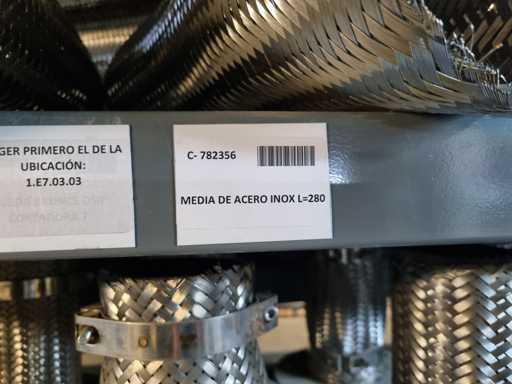 GER PRIMERO EL DE LA
UBICACIÓN:
1.E7.03.03
C- 782356
MEDIA DE ACERO INOX L=280